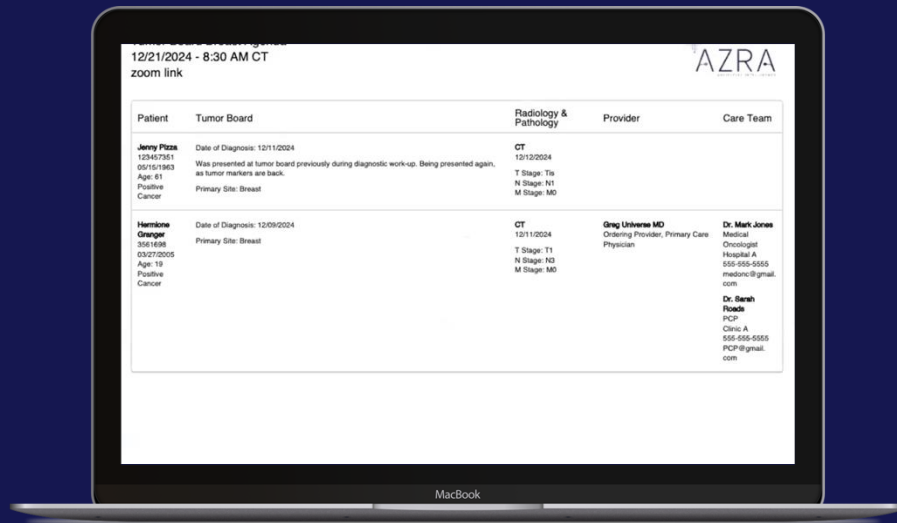 Tumor Board Breast Agenda
12/21/2024 - 8:30 AM CT
zoom link
AZRA
Patient
Tumor Board
Radiology &
Pathology
Provider
Care Team
Jenny Pizza
123457351
05/15/1963
Age: 61
Positive
Cancer
Date of Diagnosis: 12/11/2024
Was presented at tumor board previously during diagnostic work-up. Being presented again,
as tumor markers are back.
Primary Site: Breast
CT
12/12/2024
T Stage: Tis
N Stage: N1
M Stage: M0
Hermione
Granger
3561698
03/27/2005
Age: 19
Positive
Cancer
Date of Diagnosis: 12/09/2024
Primary Site: Breast
CT
12/11/2024
T Stage: T1
N Stage: N3
M Stage: M0
Greg Universe MD
Ordering Provider, Primary Care
Physician
Dr. Mark Jones
Medical
Oncologist
Hospital A
555-555-5555
medonc@gmail.
com
Dr. Sarah
Roads
PCP
Clinic A
555-555-5555
PCP@gmail.
com
MacBook